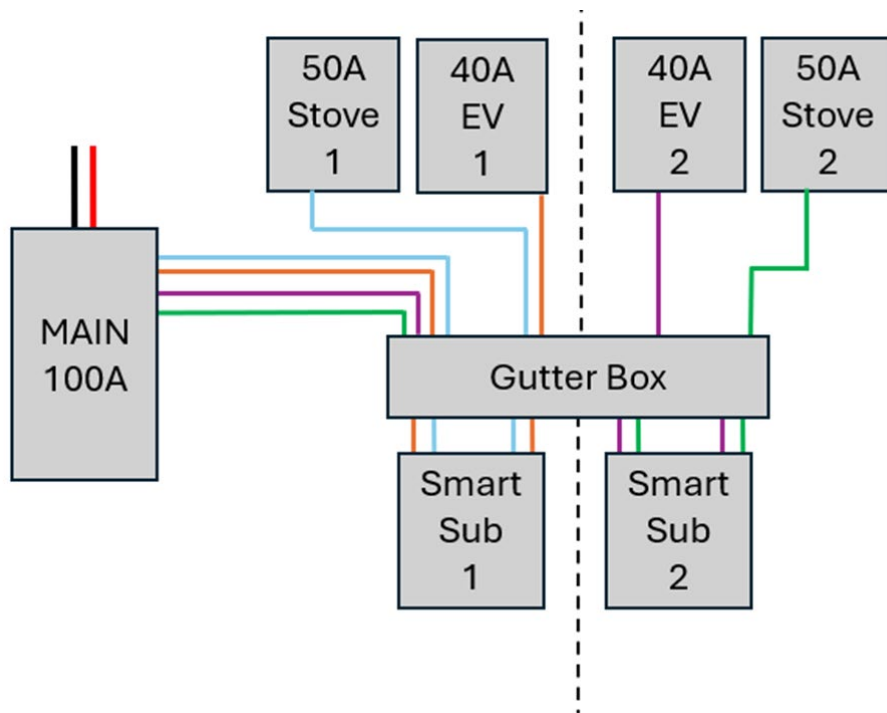 50A
Stove
1
40A
EV
1
40A
EV
2
50A
Stove
2
MAIN
100A
Gutter Box
Smart
Sub
1
Smart
Sub
2